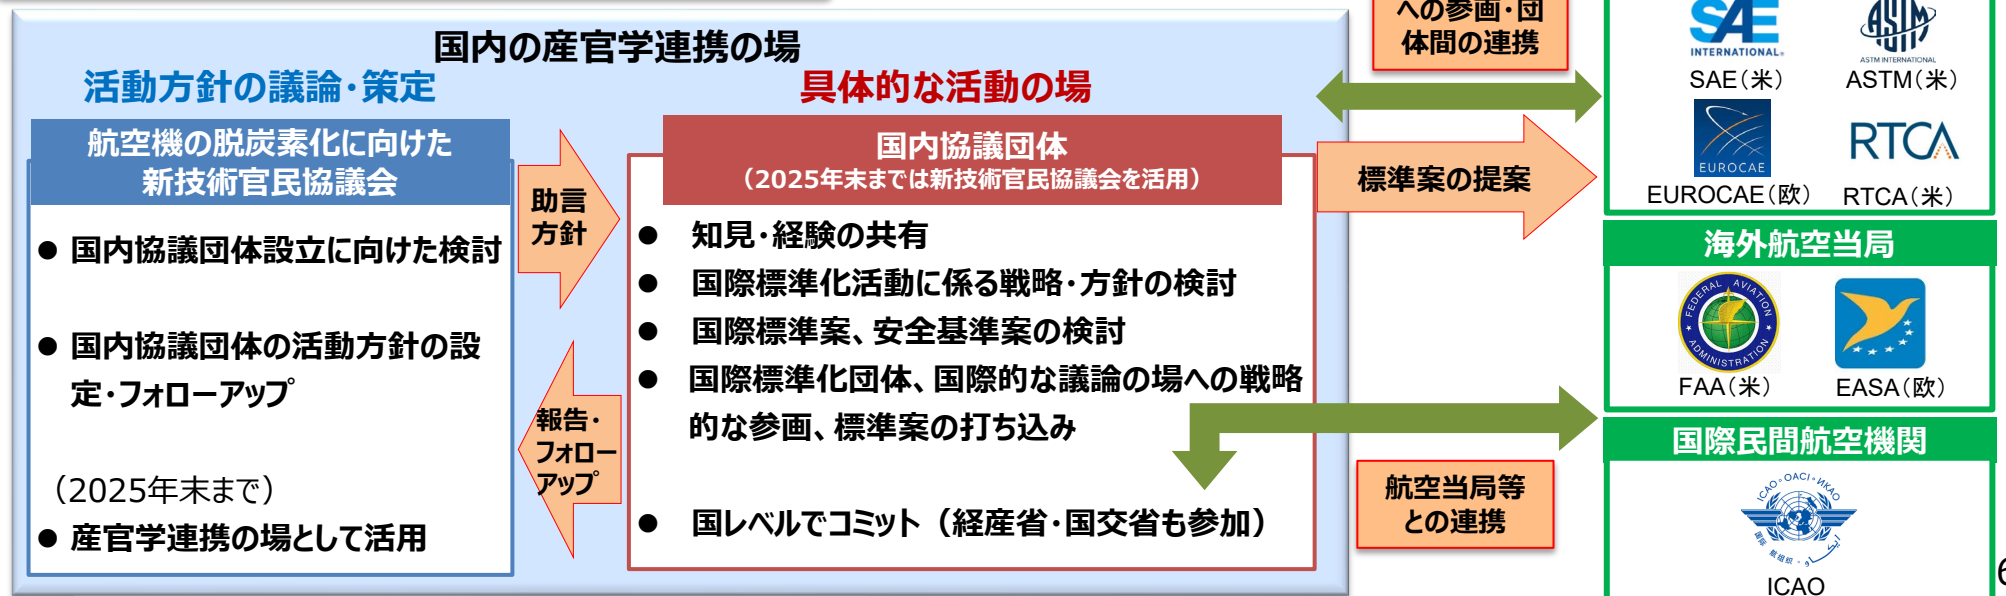 国内の産官学連携の場
活動方針の議論・策定
航空機の脱炭素化に向けた
新技術官民協議会
● 国内協議団体設立に向けた検討
● 国内協議団体の活動方針の設
定・フォローアップ
（2025年末まで）
● 産官学連携の場として活用
助言
方針
報告・
フォロー
アップ
具体的な活動の場
国内協議団体
（2025年末までは新技術官民協議会を活用）
● 知見・経験の共有
● 国際標準化活動に係る戦略・方針の検討
● 国際標準案、安全基準案の検討
● 国際標準化団体、国際的な議論の場への戦略
的な参画、標準案の打ち込み
● 国レベルでコミット（経産省・国交省も参加）
への参画・団
体間の連携
標準案の提案
航空当局等
との連携
SAE
INTERNATIONAL
SAE（米）
ASTM
ASTM INTERNATIONAL
ASTM（米）
EUROCAE
EUROCAE（欧）
RTCA
RTCA（米）
海外航空当局
FEDERAL AVIATION
ADMINISTRATION
FAA（米）
EASA（欧）
国際民間航空機関
ICAO・OACI・ИКАО
ICAO